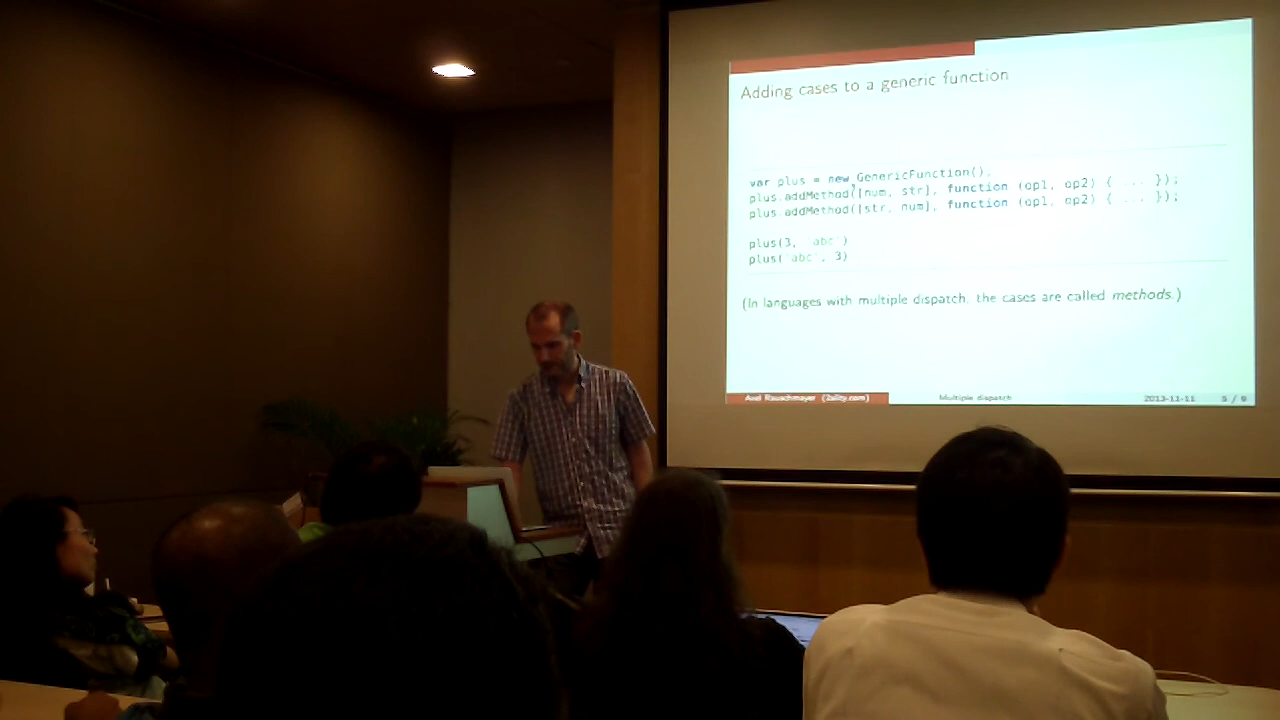 Adding cases to a generic function
var plus = new GenericFunction();
plus.addMethod([num, str], function (op1, op2) { ... });
plus.addMethod([str, num], function (op1, op2) { ... });
plus(3, 'abc')
plus('abc', 3)
(In languages with multiple dispatch, the cases are called methods.)
Axel Rauschmayer (2ality.com) Multiple dispatch 2013-11-11 5 / 9